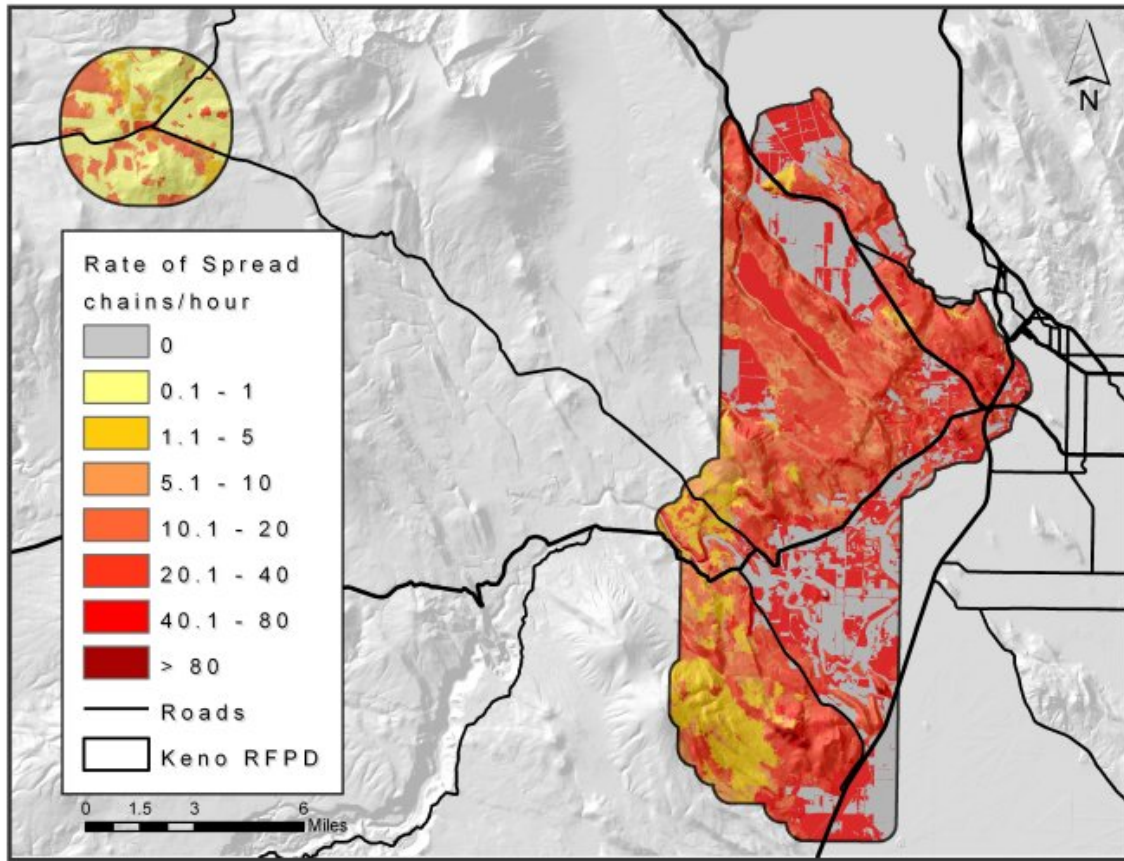 N
Rate of Spread
chains/hour
0
0.1 - 1
1.1 - 5
5.1 - 10
10.1 - 20
20.1 - 40
40.1 - 80
> 80
Roads
Keno RFPD
0 1.5 3 6
Miles